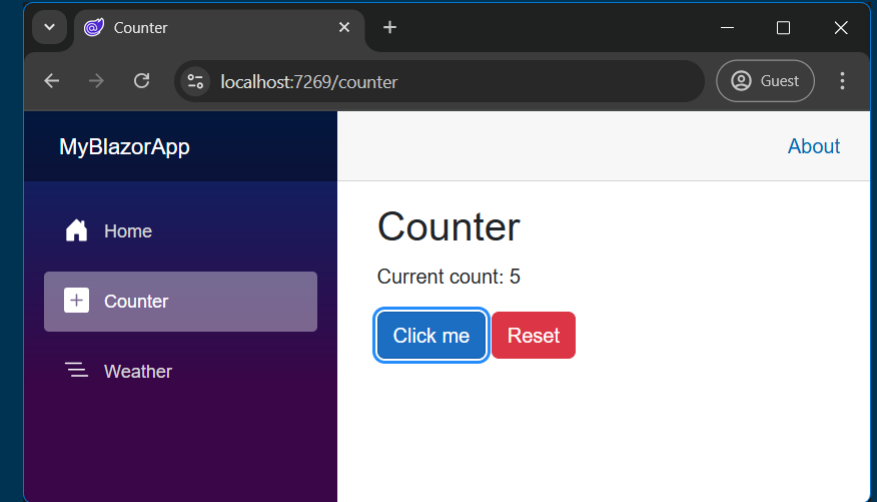 Counter
localhost:7269/counter
Guest
MyBlazorApp
About
Home
Counter
Weather
Counter
Current count: 5
Click me Reset